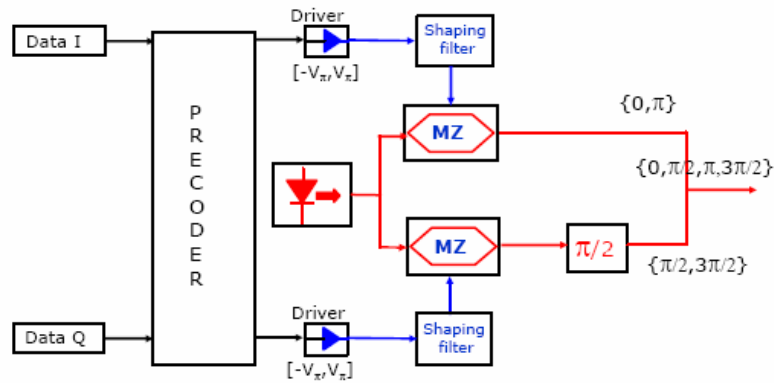 Data I
PRECODER
Driver
[-Vπ,Vπ]
Shaping
filter
MZ
{0,π}
{0,π/2,π,3π/2}
MZ
π/2
{π/2,3π/2}
Data Q
Driver
[-Vπ,Vπ]
Shaping
filter